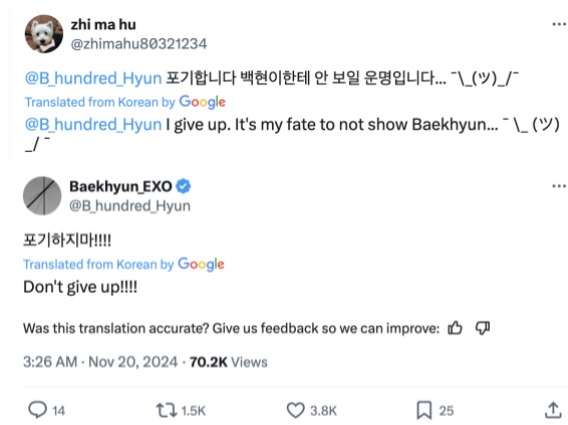 zhi ma hu
@zhimahu80321234
@B_hundred_Hyun 포기합니다 백현이한테 안 보일 운명입니다... ¯\_(ツ)_/¯
Translated from Korean by Google
@B_hundred_Hyun I give up. It's my fate to not show Baekhyun... ¯ \_ (ツ)
_/ ¯
Baekhyun_EXO
@B_hundred_Hyun
포기하지마!!!!
Translated from Korean by Google
Don't give up!!!!
Was this translation accurate? Give us feedback so we can improve:
3:26 AM · Nov 20, 2024 · 70.2K Views
14 1.5K 3.8K 25